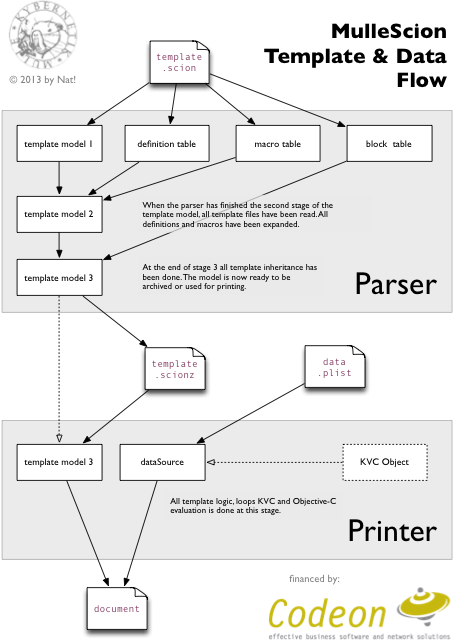 KYBERNETIK
MULLE
© 2013 by Nat!
MulleScion
Template & Data
Flow
template
.scion
template model 1
definition table
macro table
block table
template model 2
When the parser has finished the second stage of the
template model, all template files have been read. All
definitions and macros have been expanded.
template model 3
At the end of stage 3 all template inheritance has
been done. The model is now ready to be
archived or used for printing.
Parser
template
.scionz
data
.plist
template model 3
dataSource
KVC Object
All template logic, loops KVC and Objective-C
evaluation is done at this stage.
Printer
document
financed by:
Codeon
effective business software and network solutions